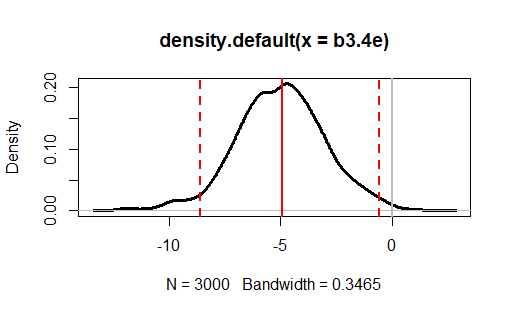 density.default(x = b3.4e)
Density
0.20
0.10
0.00
-10
-5
0
N = 3000   Bandwidth = 0.3465